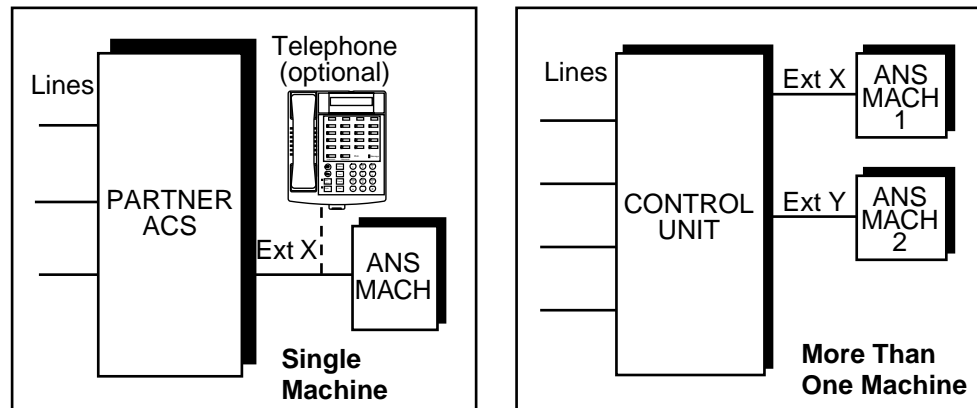 Telephone
(optional)
Lines
PARTNER
ACS
Ext X
ANS
MACH
Single
Machine
Lines
CONTROL
UNIT
Ext X
ANS
MACH
1
Ext Y
ANS
MACH
2
More Than
One Machine